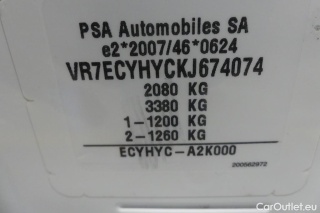 PSA Automobiles SA
e2*2007/46*0624
VR7ECYHYCKJ674074
2080 KG
3380 KG
1-1200 KG
2-1260 KG
ECYHYC-A2K000
000662972
CarOutlet.eu